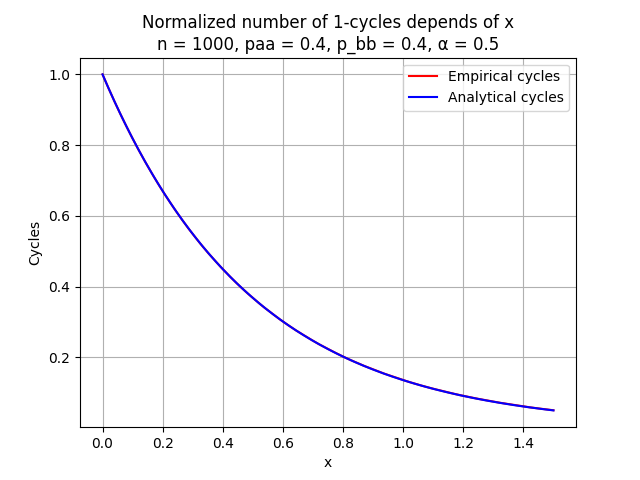 Normalized number of 1-cycles depends of x
n = 1000, paa = 0.4, p_bb = 0.4, α = 0.5
Empirical cycles
Analytical cycles
Cycles
1.0
0.8
0.6
0.4
0.2
0.0 0.2 0.4 0.6 0.8 1.0 1.2 1.4
x